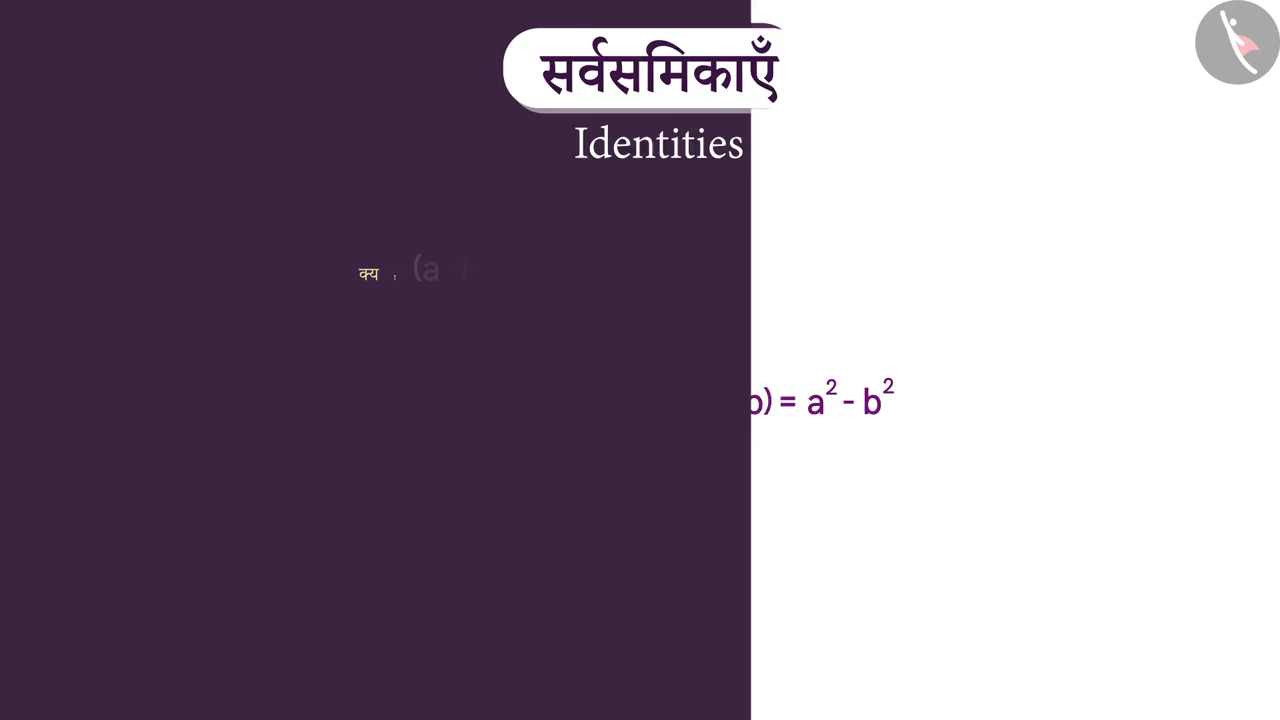 सर्वसमिकाएँ
Identities
(a +
) = a² - b²